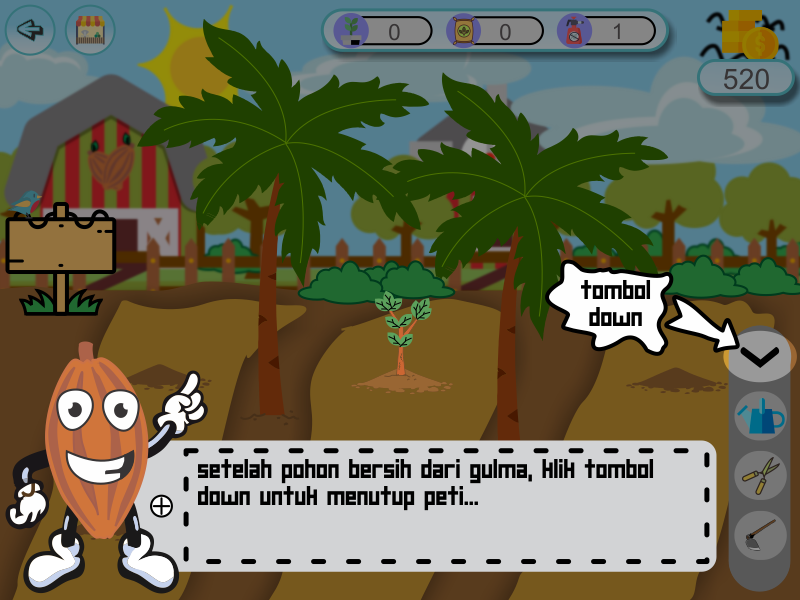 0 0 1
520
tombol
down
setelah pohon bersih dari gulma, klik tombol
down untuk menutup peti...